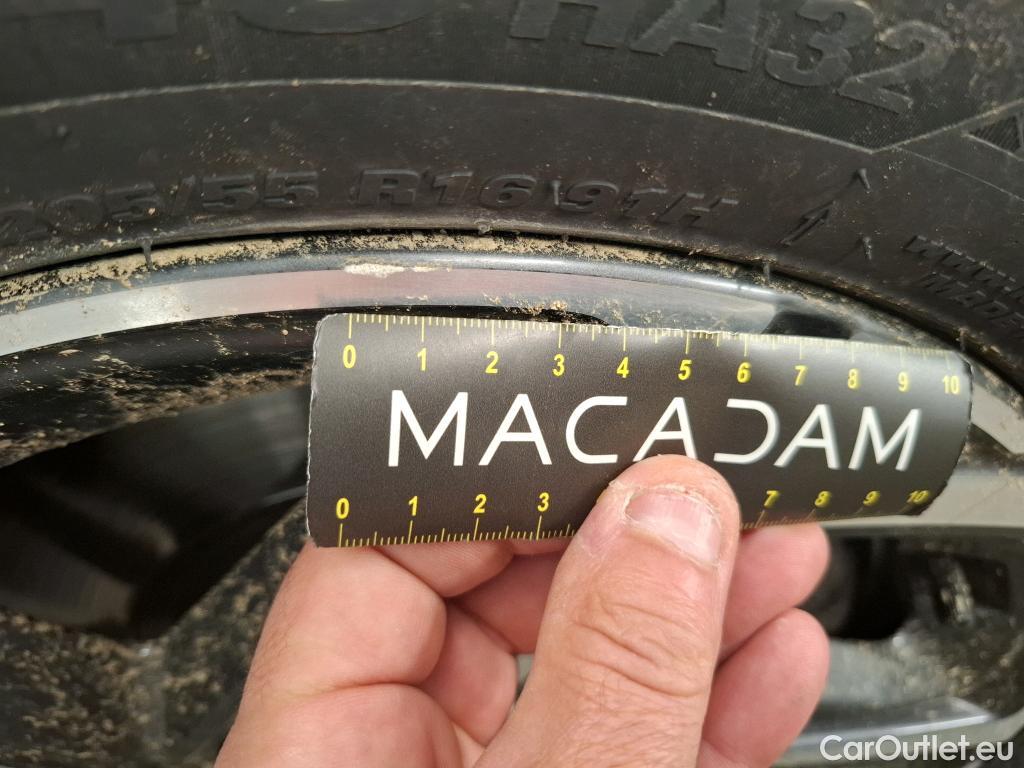 HA32
205/55 R16 91H
0 1 2 3 4 5 6 7 8 9 10
MACADAM
0 1 2 3 7 8 9 10
CarOutlet.eu